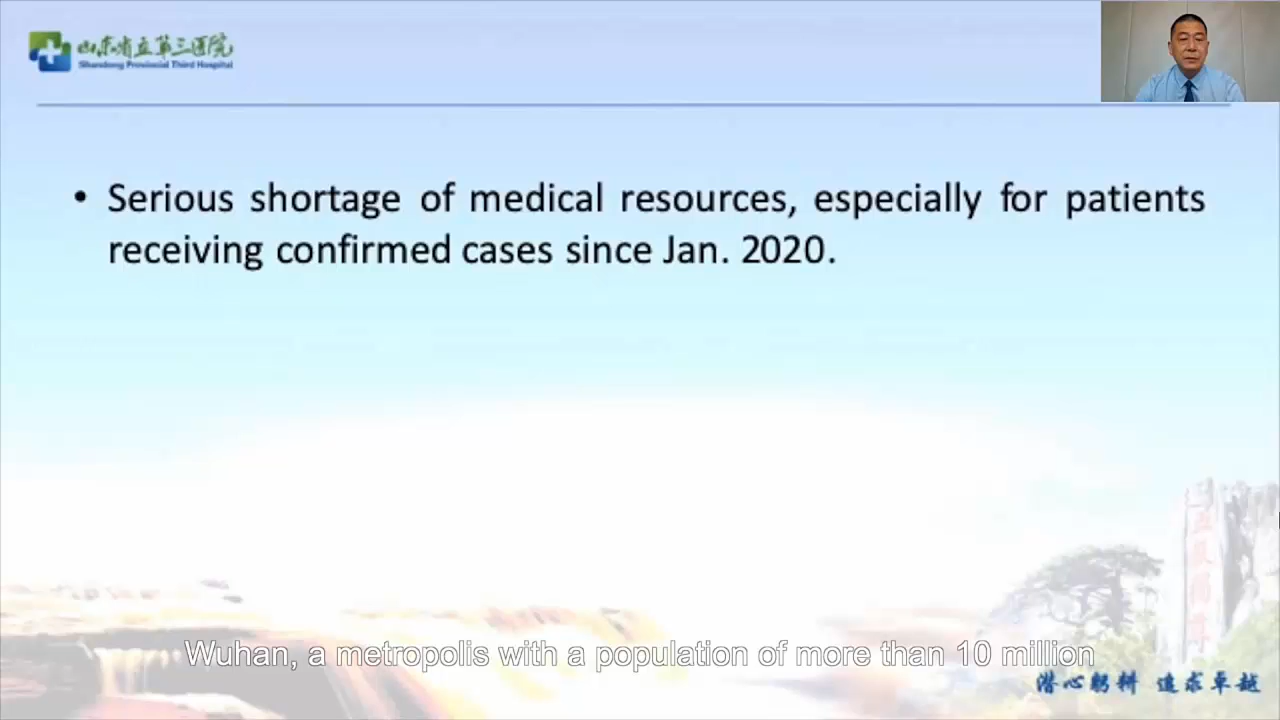 山东省立第三医院
Shandong Provincial Third Hospital
• Serious shortage of medical resources, especially for patients
receiving confirmed cases since Jan. 2020.
Wuhan, a metropolis with a population of more than 10 million
潜心躬耕 追求卓越